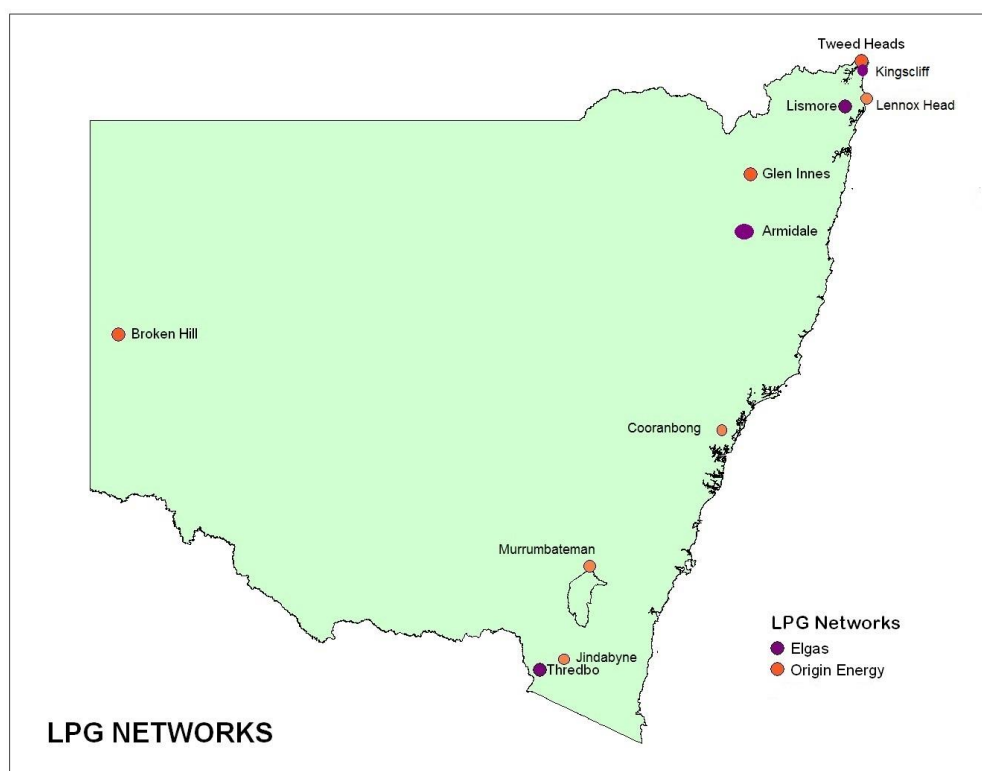 Tweed Heads
Kingscliff
Lismore
Lennox Head
Glen Innes
Armidale
Broken Hill
Cooranbong
Murrumbateman
Jindabyne
Thredbo
LPG Networks
Elgas
Origin Energy
LPG NETWORKS